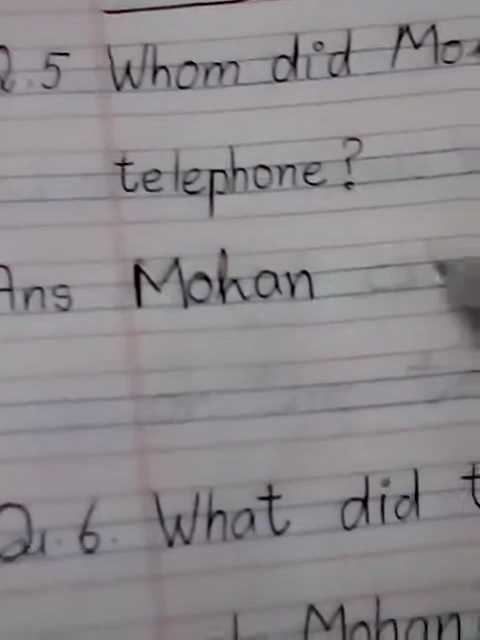 Q.5 Whom did Mo
telephone?
Ans Mohan
Q. 6. What did t
Mohan